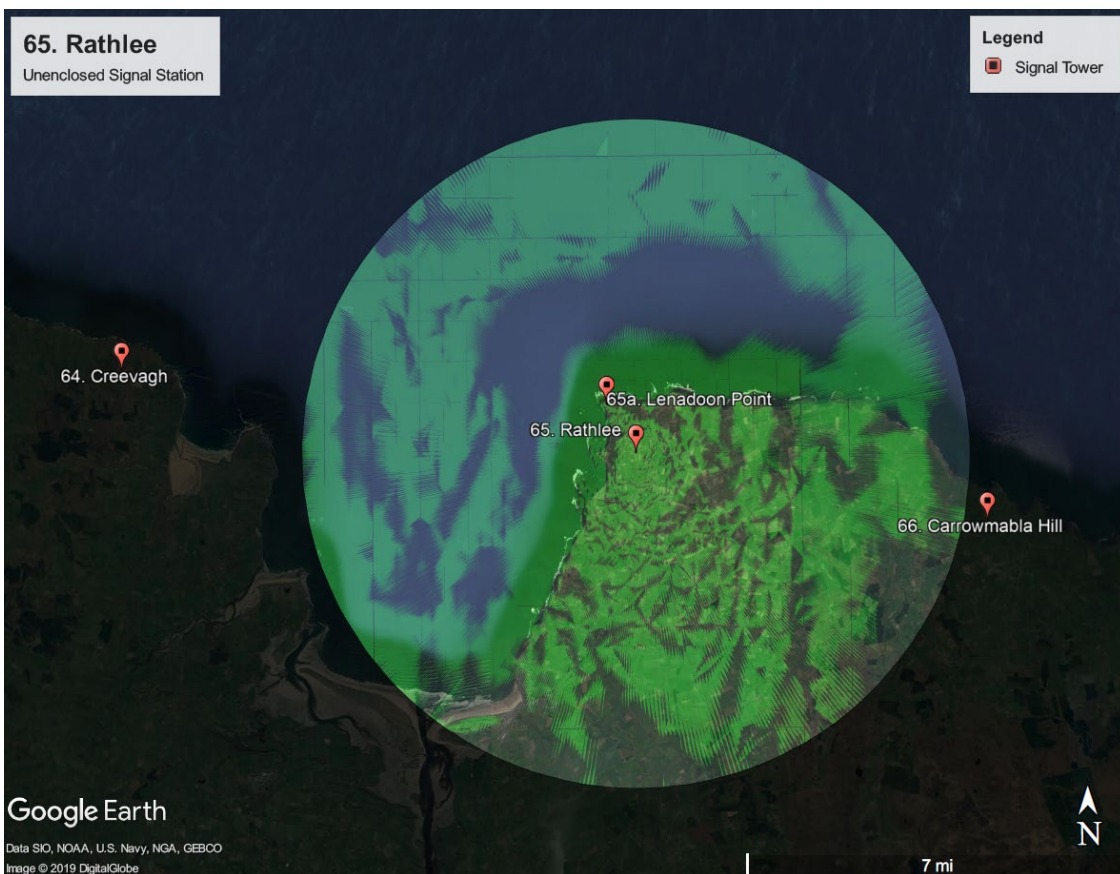 65. Rathlee
Unenclosed Signal Station
Legend
Signal Tower
64. Creevagh
65a. Lenadoon Point
65. Rathlee
66. Carrowmabla Hill
Google Earth
N
Data SIO, NOAA, U.S. Navy, NGA, GEBCO
Image © 2019 DigitalGlobe
7 mi